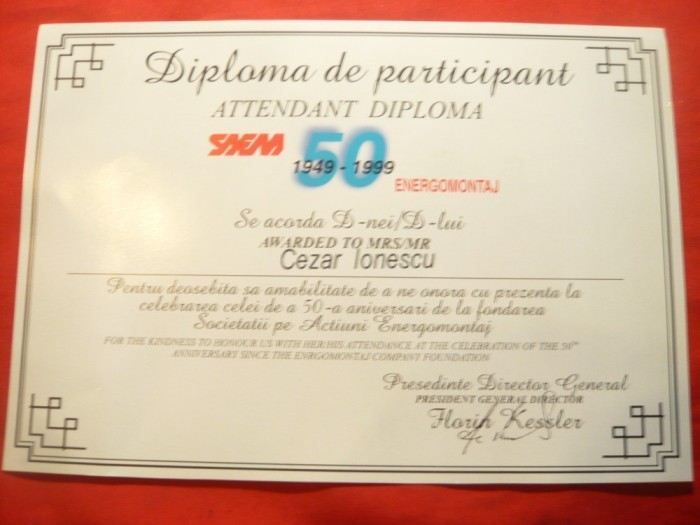 Diploma de participant
ATTENDANT DIPLOMA
SAEM 50
1949 - 1999
ENERGOMONTAJ
Se acorda D-nei/D-lui
AWARDED TO MRS/MR
Cezar Ionescu
Pentru deosebita sa amabilitate de a ne onora cu prezenta la
celebrarea celei de a 50-a aniversari de la fondarea
Societatii pe Actiuni Energomontaj
FOR THE KINDNESS TO HONOUR US WITH HER/HIS ATTENDANCE AT THE CELEBRATION OF THE 50TH
ANNIVERSARY SINCE THE ENRGOMONTAJ COMPANY FOUNDATION
Presedinte Director General
PRESIDENT GENERAL DIRECTOR
Florin Kessler